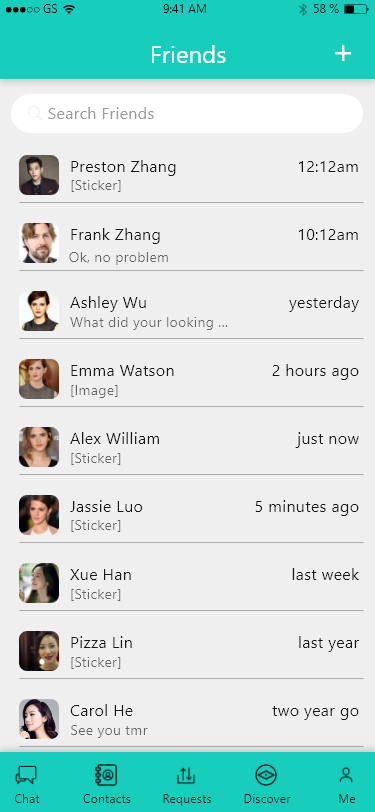 GS 9:41 AM 58 %
Friends +
Search Friends
Preston Zhang 12:12am
[Sticker]
Frank Zhang 10:12am
Ok, no problem
Ashley Wu yesterday
What did your looking ...
Emma Watson 2 hours ago
[Image]
Alex William just now
[Sticker]
Jassie Luo 5 minutes ago
[Sticker]
Xue Han last week
[Sticker]
Pizza Lin last year
[Sticker]
Carol He two year go
See you tmr
Chat Contacts Requests Discover Me